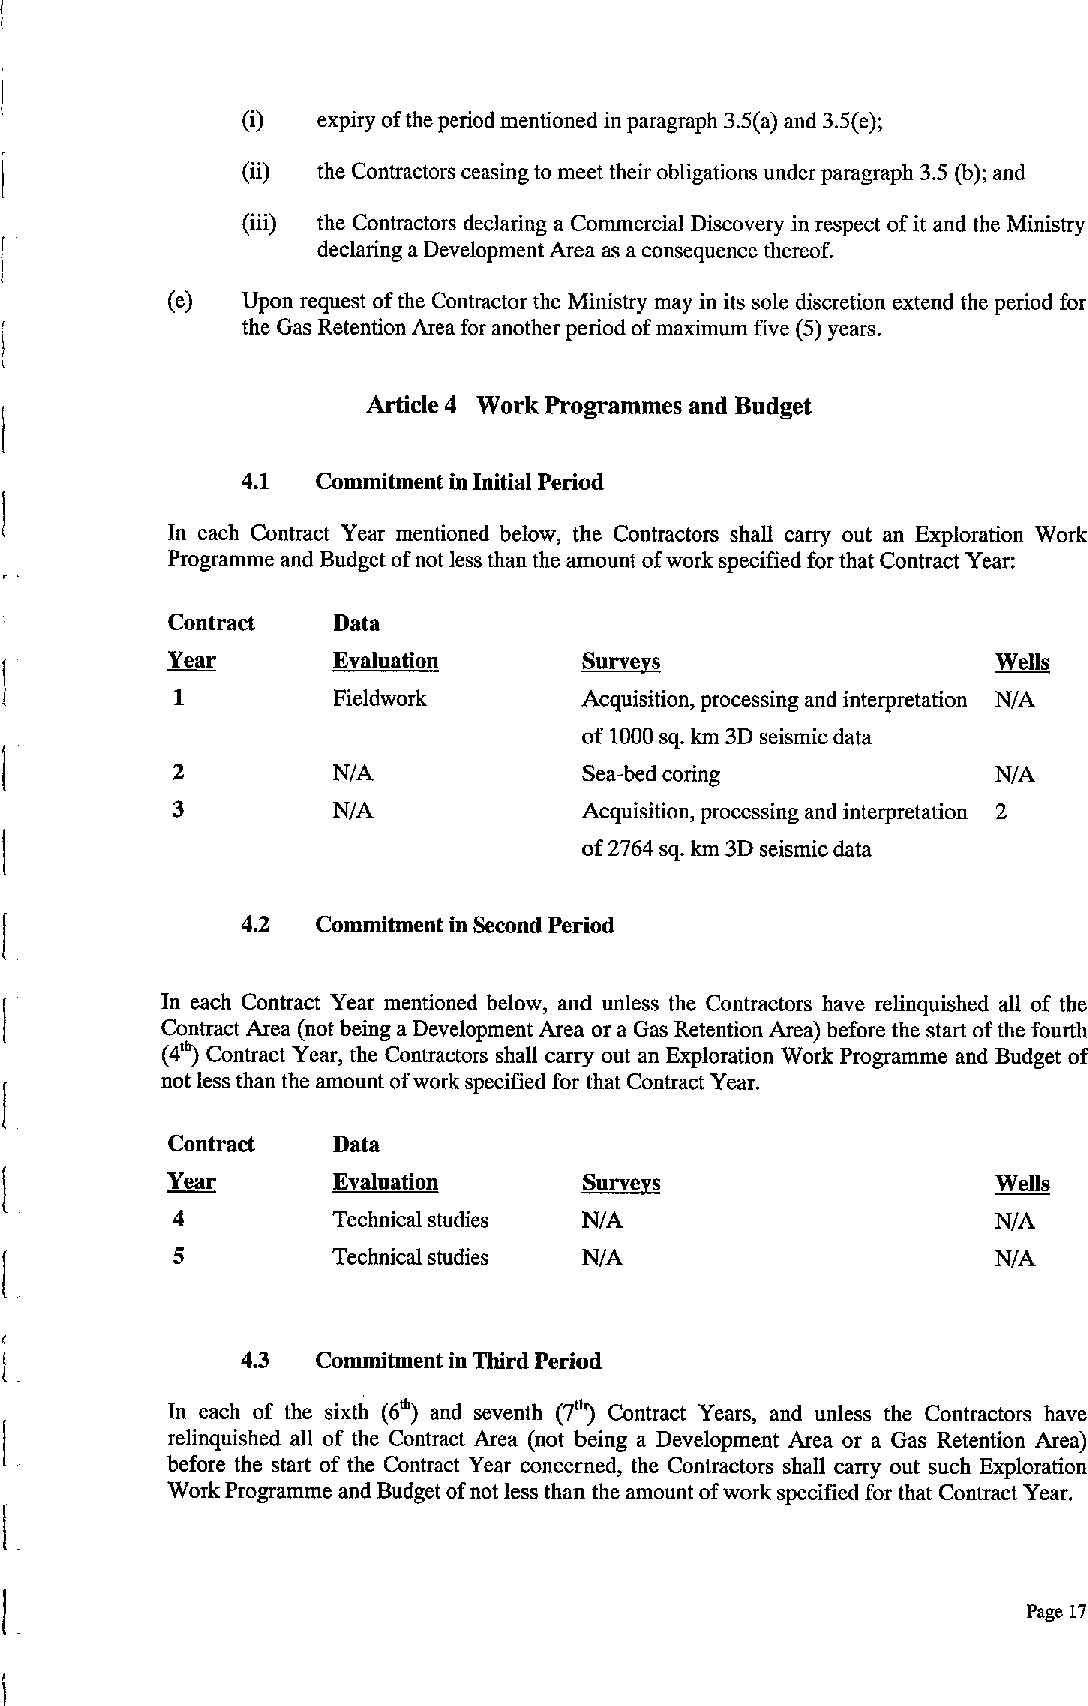 (i) expiry of the period mentioned in paragraph 3.5(a) and 3.5(e);
(ii) the Contractors ceasing to meet their obligations under paragraph 3.5 (b); and
(iii) the Contractors declaring a Commercial Discovery in respect of it and the Ministry
declaring a Development Area as a consequence thereof.
(e) Upon request of the Contractor the Ministry may in its sole discretion extend the period for
the Gas Retention Area for another period of maximum five (5) years.
Article 4 Work Programmes and Budget
4.1 Commitment in Initial Period
In each Contract Year mentioned below, the Contractors shall carry out an Exploration Work
Programme and Budget of not less than the amount of work specified for that Contract Year:
Contract Data
Year Evaluation Surveys Wells
1 Fieldwork Acquisition, processing and interpretation N/A
of 1000 sq. km 3D seismic data
2 N/A Sea-bed coring N/A
3 N/A Acquisition, processing and interpretation 2
of 2764 sq. km 3D seismic data
4.2 Commitment in Second Period
In each Contract Year mentioned below, and unless the Contractors have relinquished all of the
Contract Area (not being a Development Area or a Gas Retention Area) before the start of the fourth
(4th) Contract Year, the Contractors shall carry out an Exploration Work Programme and Budget of
not less than the amount of work specified for that Contract Year.
Contract Data
Year Evaluation Surveys Wells
4 Technical studies N/A N/A
5 Technical studies N/A N/A
4.3 Commitment in Third Period
In each of the sixth (6th) and seventh (7th) Contract Years, and unless the Contractors have
relinquished all of the Contract Area (not being a Development Area or a Gas Retention Area)
before the start of the Contract Year concerned, the Contractors shall carry out such Exploration
Work Programme and Budget of not less than the amount of work specified for that Contract Year.
Page 17